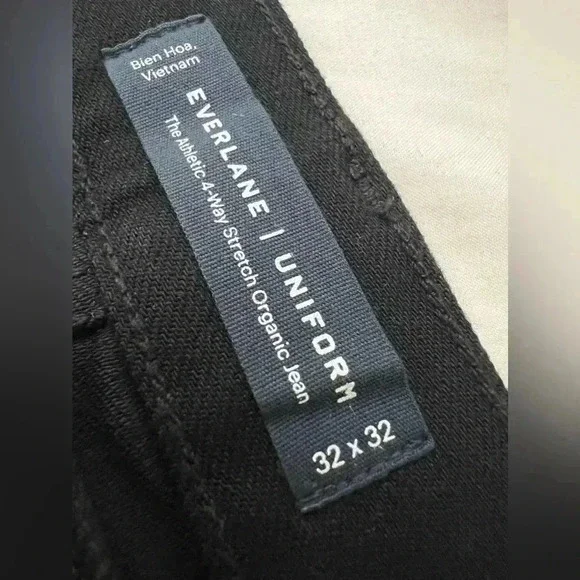 Bien Hoa,
Vietnam
EVERLANE | UNIFORM
The Athletic 4-Way Stretch Organic Jean
32 x 32